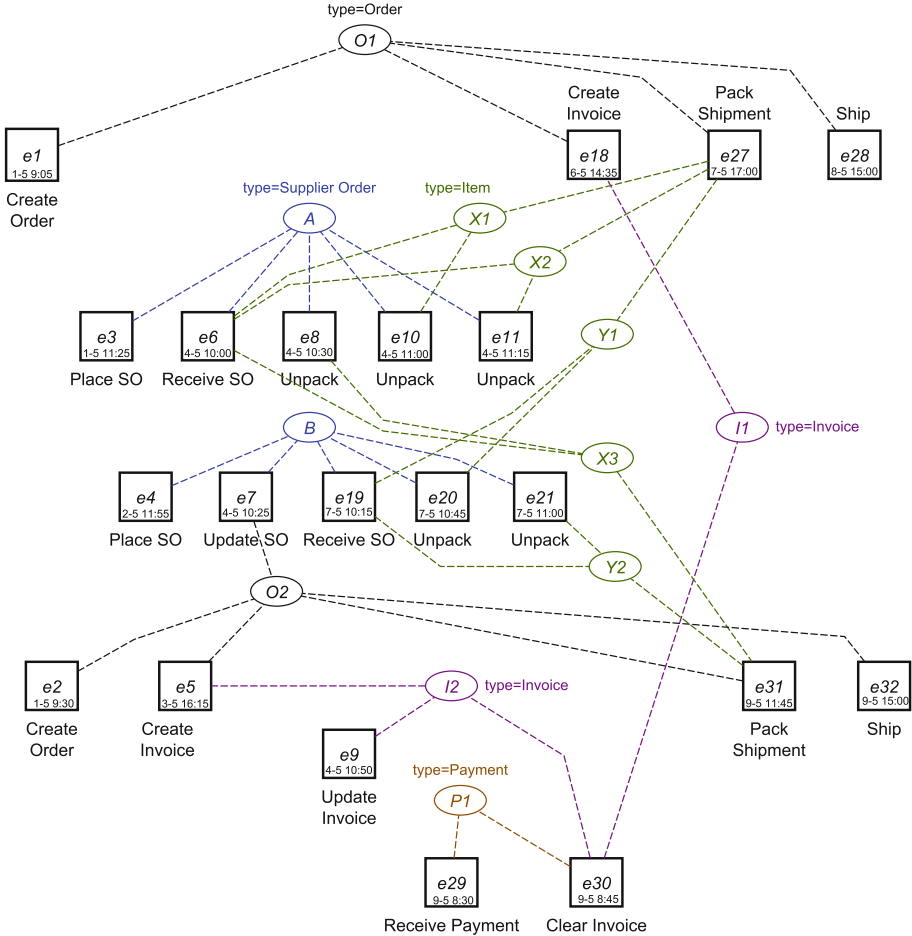 type=Order
O1
Create
Invoice
Pack
Shipment
Ship
e1
1-5 9:05
e18
6-5 14:35
e27
7-5 17:00
e28
8-5 15:00
Create
Order
type=Supplier Order
type=Item
A
X1
X2
e3
1-5 11:25
e6
4-5 10:00
e8
4-5 10:30
e10
4-5 11:00
e11
4-5 11:15
Y1
Place SO
Receive SO
Unpack
Unpack
Unpack
B
I1
type=Invoice
X3
e4
2-5 11:55
e7
4-5 10:25
e19
7-5 10:15
e20
7-5 10:45
e21
7-5 11:00
Place SO
Update SO
Receive SO
Unpack
Unpack
Y2
O2
e2
1-5 9:30
e5
3-5 16:15
I2
type=Invoice
e31
9-5 11:45
e32
9-5 15:00
Create
Order
Create
Invoice
Pack
Shipment
Ship
e9
4-5 10:50
type=Payment
Update
Invoice
P1
e29
9-5 8:30
e30
9-5 8:45
Receive Payment
Clear Invoice